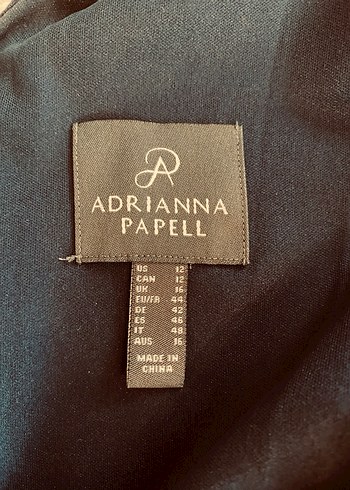 AP
ADRIANNA
PAPELL
US 12
CAN 12
UK 16
EU/FR 44
DE 42
ES 46
IT 48
AUS 16
MADE IN
CHINA